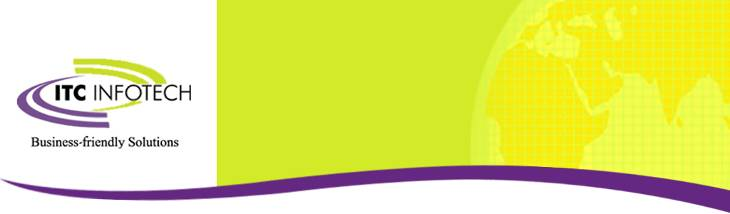 ITC INFOTECH
Business-friendly Solutions